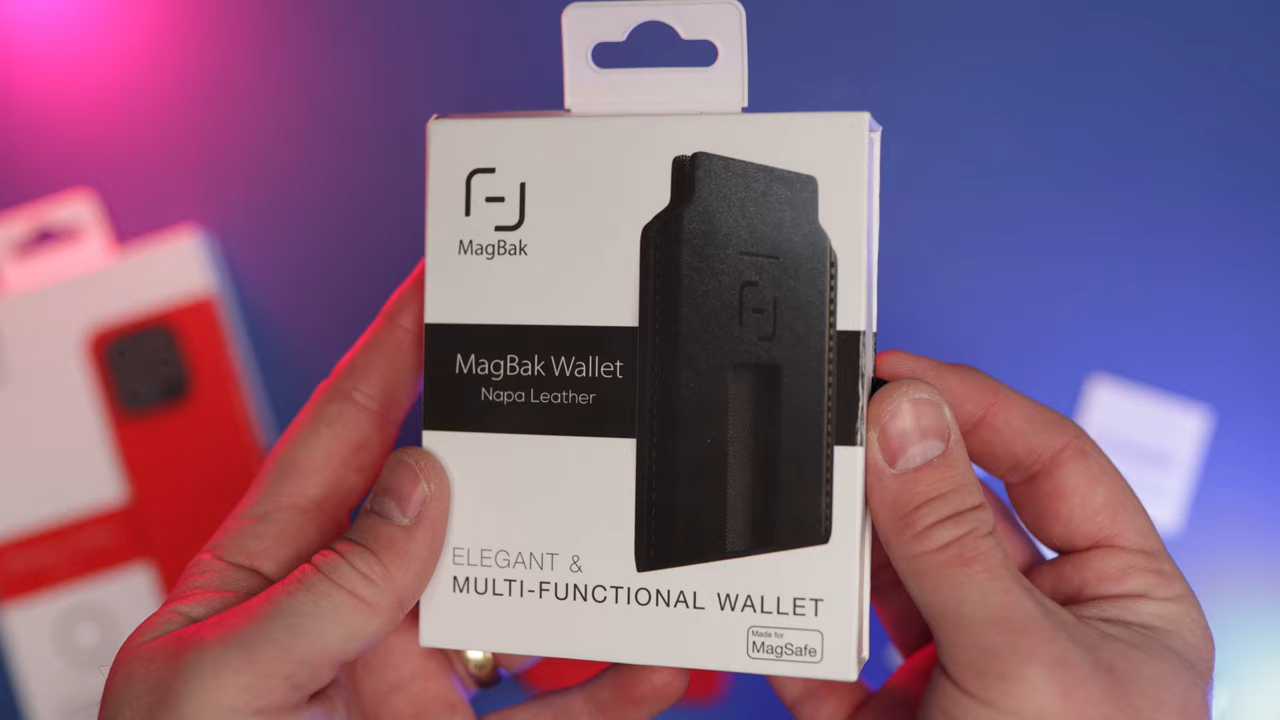 MagBak
MagBak Wallet
Napa Leather
ELEGANT &
MULTI-FUNCTIONAL WALLET
Made for
MagSafe